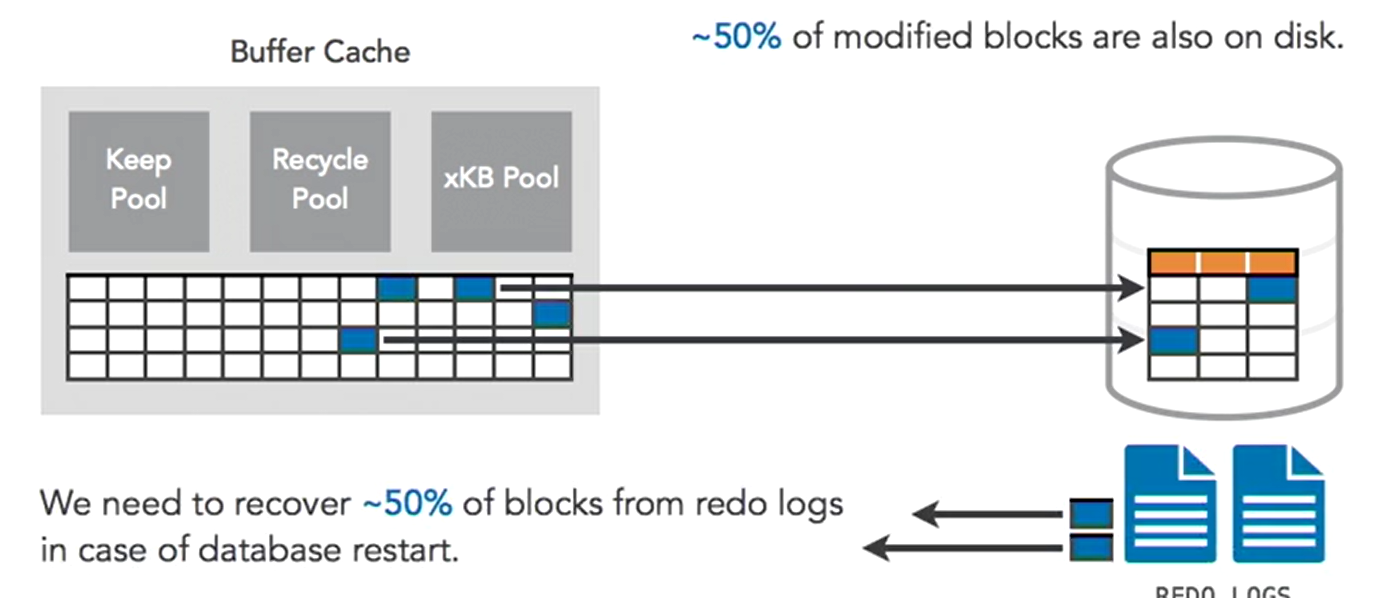 Buffer Cache
~50% of modified blocks are also on disk.
Keep
Pool
Recycle
Pool
xKB Pool
We need to recover ~50% of blocks from redo logs
in case of database restart.
REDO LOGS